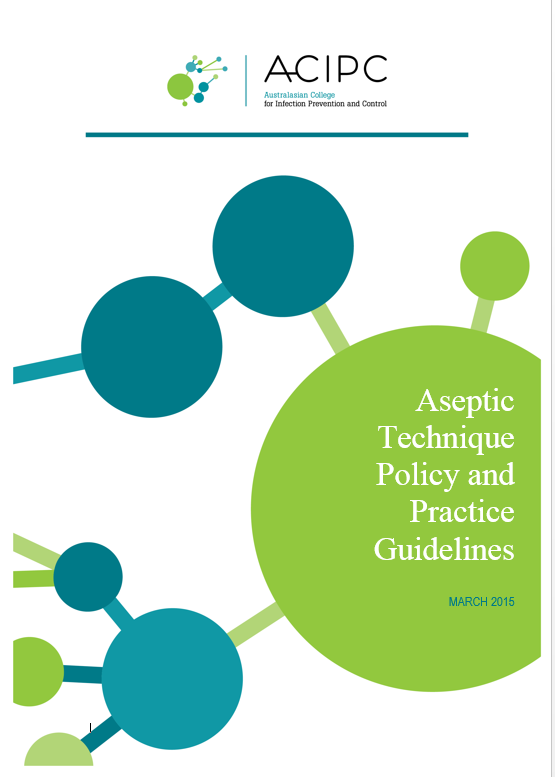 ACIPC
Australasian College
for Infection Prevention and Control
Aseptic
Technique
Policy and
Practice
Guidelines
MARCH 2015